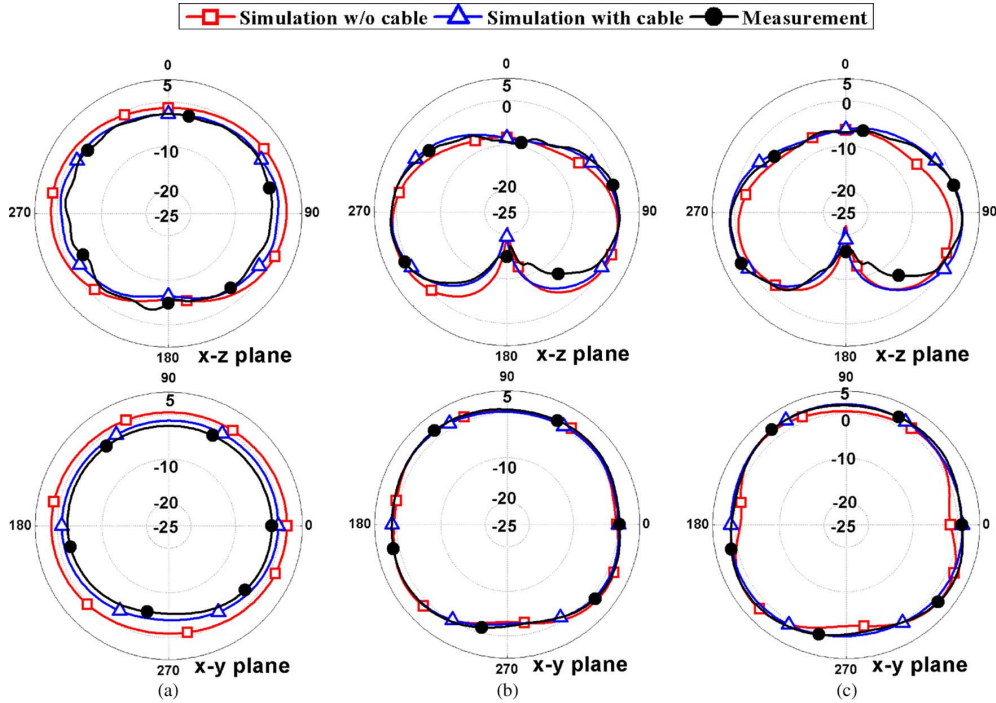 Simulation w/o cable Simulation with cable Measurement
0 0 0
5 5 5
0 0
-10 -10
-20 -20 -20
270 -25 90 270 -25 90 270 -25 90
180 x-z plane 180 x-z plane 180 x-z plane
90 90 90
5 5 5
0
-10 -10 -10
-20 -20 -20
180 -25 0 180 -25 0 180 -25 0
270 x-y plane 270 x-y plane 270 x-y plane
(a) (b) (c)